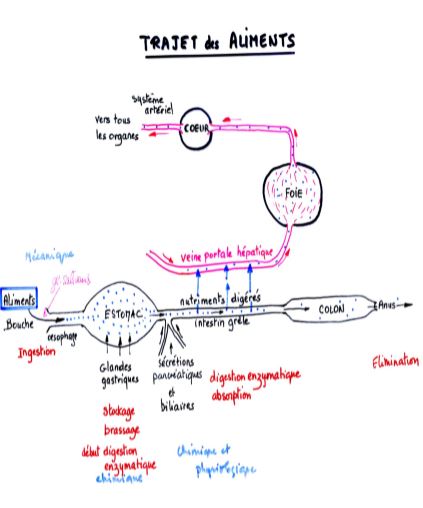 TRAJET des ALIMENTS
système
artériel
vers tous
les organes
COEUR
FOIE
veine portale hépatique
Mécanique
gl. salivaires
Aliments
Bouche
oesophage
Ingestion
ESTOMAC
nutriments digérés
intestin grêle
COLON
Anus
Elimination
Glandes
gastriques
Sécrétions
pancréatiques
et
biliaires
digestion enzymatique
absorption
Stockage
brassage
début digestion
enzymatique
chimique
Chimique et
physiologique